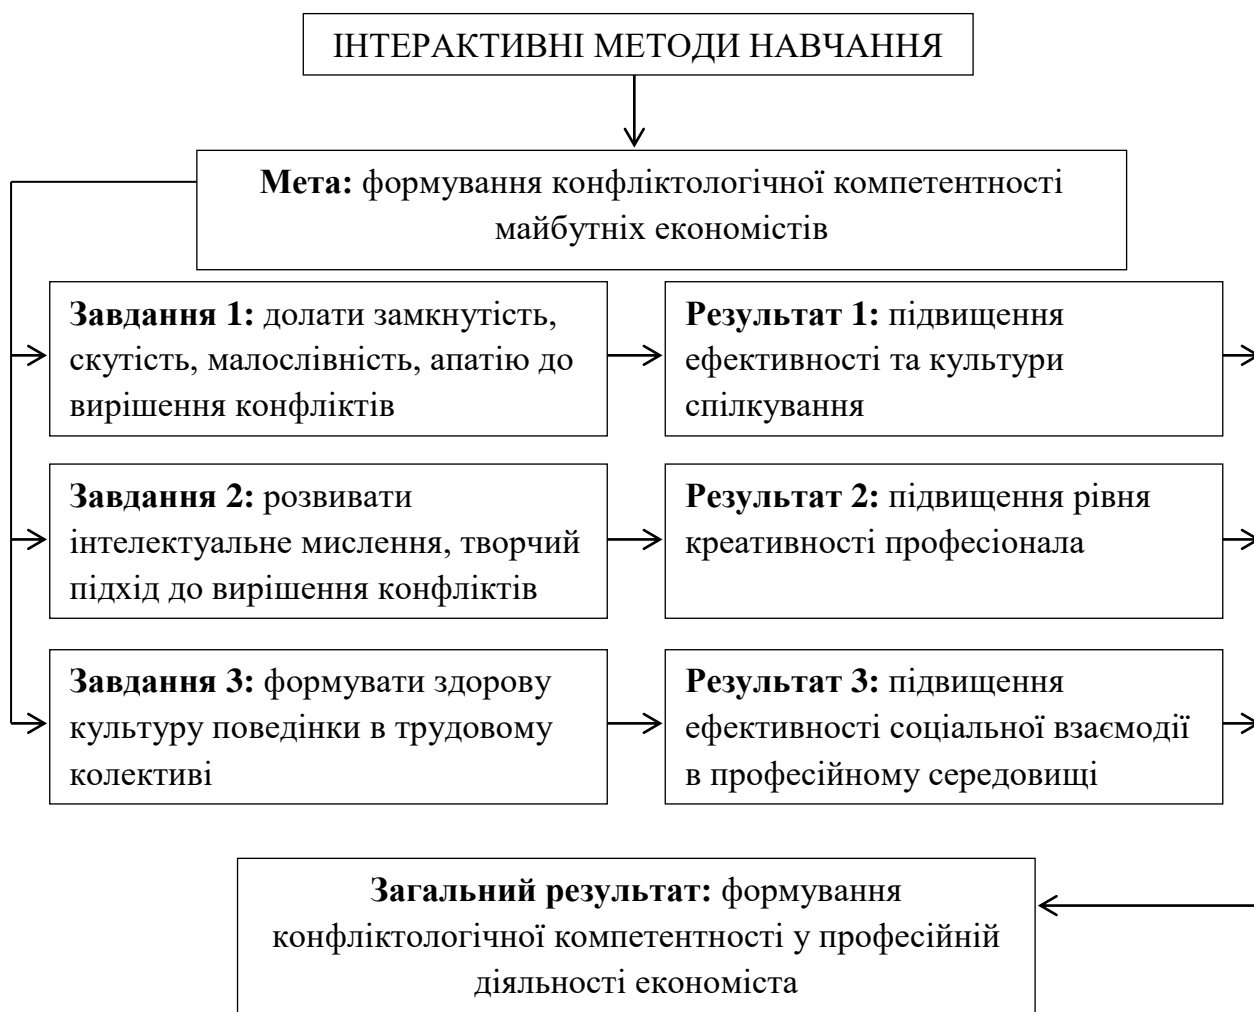 ІНТЕРАКТИВНІ МЕТОДИ НАВЧАННЯ
Мета: формування конфліктологічної компетентності
майбутніх економістів
Завдання 1: долати замкнутість,
скутість, малослівність, апатію до
вирішення конфліктів
Результат 1: підвищення
ефективності та культури
спілкування
Завдання 2: розвивати
інтелектуальне мислення, творчий
підхід до вирішення конфліктів
Результат 2: підвищення рівня
креативності професіонала
Завдання 3: формувати здорову
культуру поведінки в трудовому
колективі
Результат 3: підвищення
ефективності соціальної взаємодії
в професійному середовищі
Загальний результат: формування
конфліктологічної компетентності у професійній
діяльності економіста